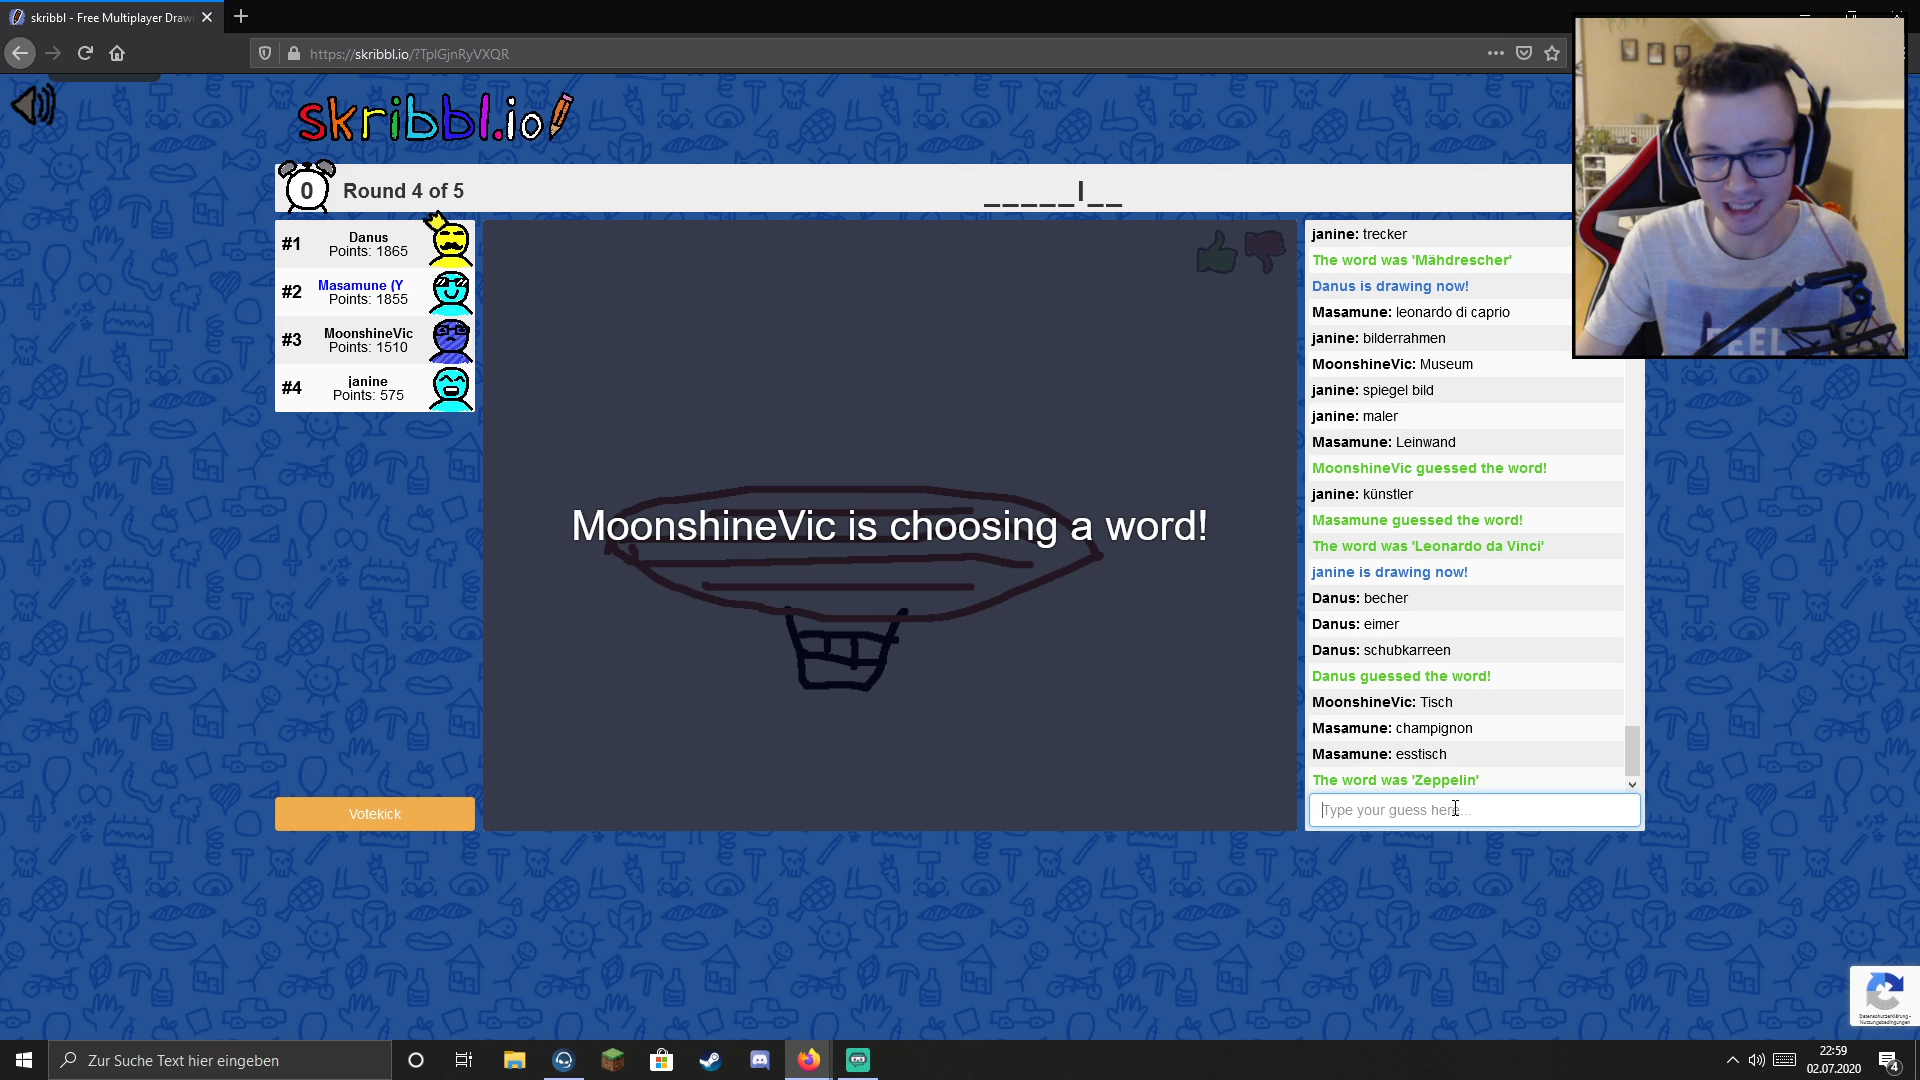 skribbl - Free Multiplayer Draw
https://skribbl.io/?TplGjnRyVXQR
skribbl.io
0
Round 4 of 5
_____l__
#1
Danus
Points: 1865
#2
Masamune (Y
Points: 1855
#3
MoonshineVic
Points: 1510
#4
janine
Points: 575
Votekick
MoonshineVic is choosing a word!
janine: trecker
The word was 'Mähdrescher'
Danus is drawing now!
Masamune: leonardo di caprio
janine: bilderrahmen
MoonshineVic: Museum
janine: spiegel bild
janine: maler
Masamune: Leinwand
MoonshineVic guessed the word!
janine: künstler
Masamune guessed the word!
The word was 'Leonardo da Vinci'
janine is drawing now!
Danus: becher
Danus: eimer
Danus: schubkarreen
Danus guessed the word!
MoonshineVic: Tisch
Masamune: champignon
Masamune: esstisch
The word was 'Zeppelin'
Type your guess here...
FEEL
Datenschutzerklärung -
Nutzungsbedingungen
Zur Suche Text hier eingeben
22:59
02.07.2020
4